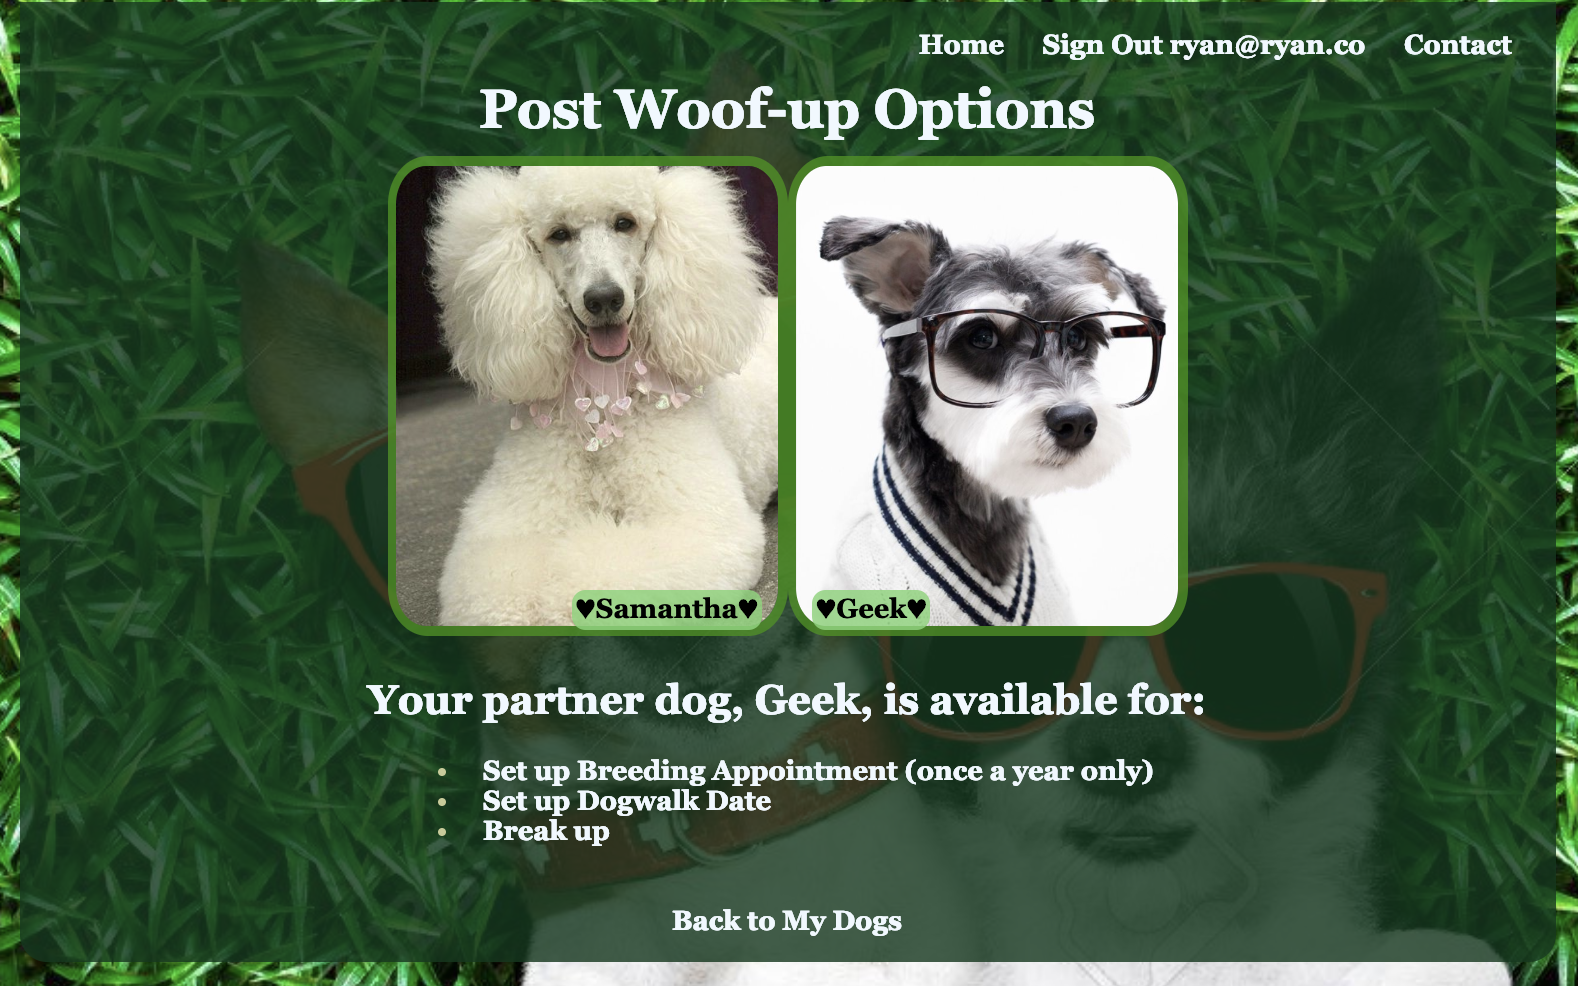 Home Sign Out ryan@ryan.co Contact
Post Woof-up Options
♥Samantha♥ ♥Geek♥
Your partner dog, Geek, is available for:
• Set up Breeding Appointment (once a year only)
• Set up Dogwalk Date
• Break up
Back to My Dogs